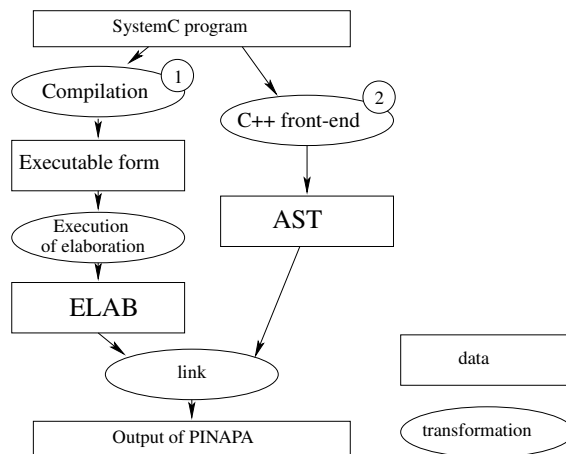 SystemC program
1
Compilation
2
C++ front-end
Executable form
AST
Execution
of elaboration
ELAB
link
data
Output of PINAPA
transformation